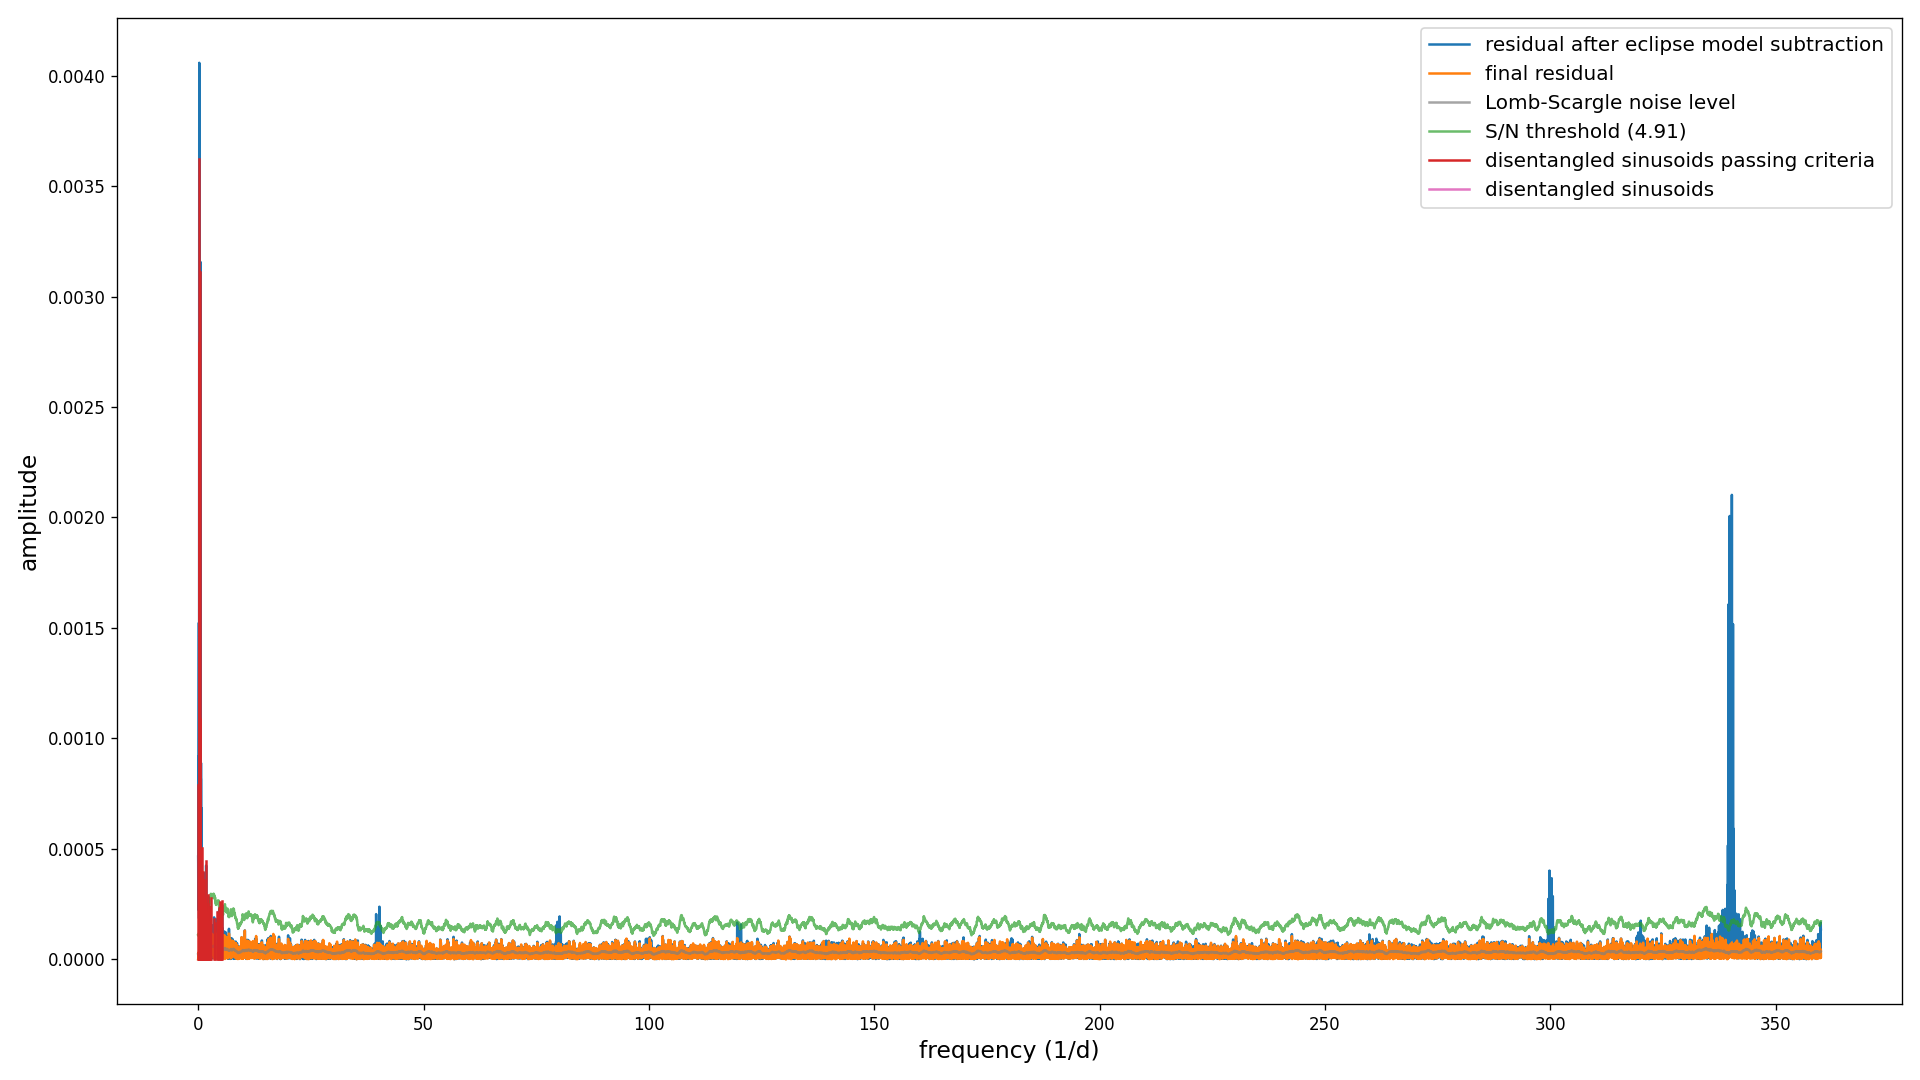 residual after eclipse model subtraction
final residual
Lomb-Scargle noise level
S/N threshold (4.91)
disentangled sinusoids passing criteria
disentangled sinusoids
0.0040
0.0035
0.0030
0.0025
0.0020
0.0015
0.0010
0.0005
0.0000
amplitude
0 50 100 150 200 250 300 350
frequency (1/d)